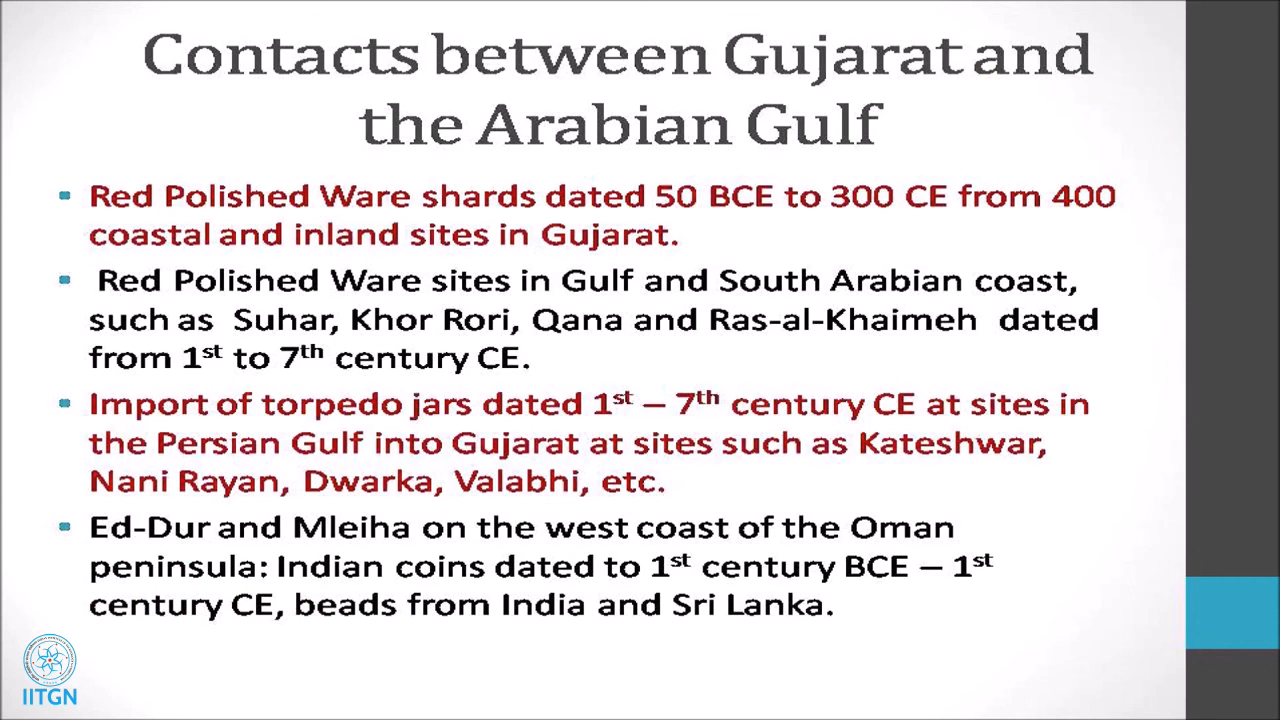 Contacts between Gujarat and
the Arabian Gulf
Red Polished Ware shards dated 50 BCE to 300 CE from 400
coastal and inland sites in Gujarat.
Red Polished Ware sites in Gulf and South Arabian coast,
such as Suhar, Khor Rori, Qana and Ras-al-Khaimeh dated
from 1st to 7th century CE.
Import of torpedo jars dated 1st – 7th century CE at sites in
the Persian Gulf into Gujarat at sites such as Kateshwar,
Nani Rayan, Dwarka, Valabhi, etc.
Ed-Dur and Mleiha on the west coast of the Oman
peninsula: Indian coins dated to 1st century BCE – 1st
century CE, beads from India and Sri Lanka.
IITGN